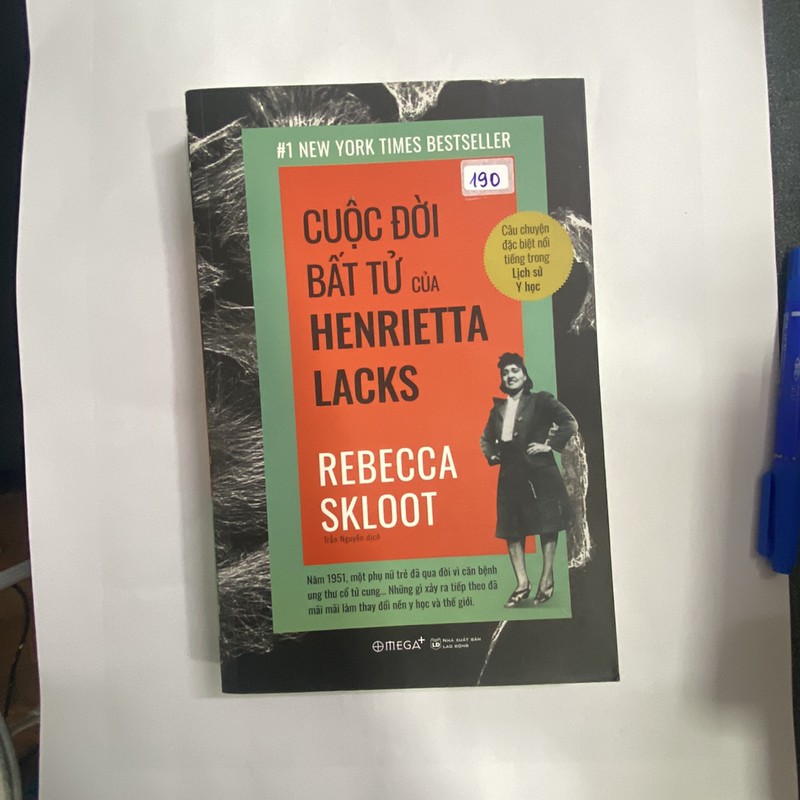 #1 NEW YORK TIMES BESTSELLER
190
CUỘC ĐỜI
BẤT TỬ CỦA
HENRIETTA
LACKS
Câu chuyện
đặc biệt nổi
tiếng trong
Lịch sử
Y học
REBECCA
SKLOOT
Trần Nguyên dịch
Năm 1951, một phụ nữ trẻ đã qua đời vì căn bệnh
ung thư cổ tử cung... Những gì xảy ra tiếp theo đã
mãi mãi làm thay đổi nền y học và thế giới.
OMEGA+
LĐ
NHÀ XUẤT BẢN
LAO ĐỘNG